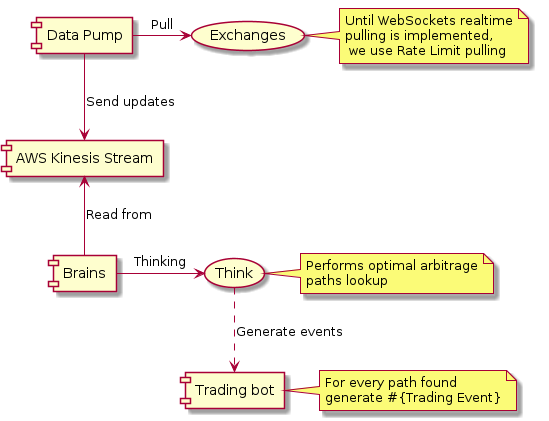 Data Pump
Pull
Exchanges
Until WebSockets realtime
pulling is implemented,
we use Rate Limit pulling
Send updates
AWS Kinesis Stream
Read from
Brains
Thinking
Think
Performs optimal arbitrage
paths lookup
Generate events
Trading bot
For every path found
generate #{Trading Event}